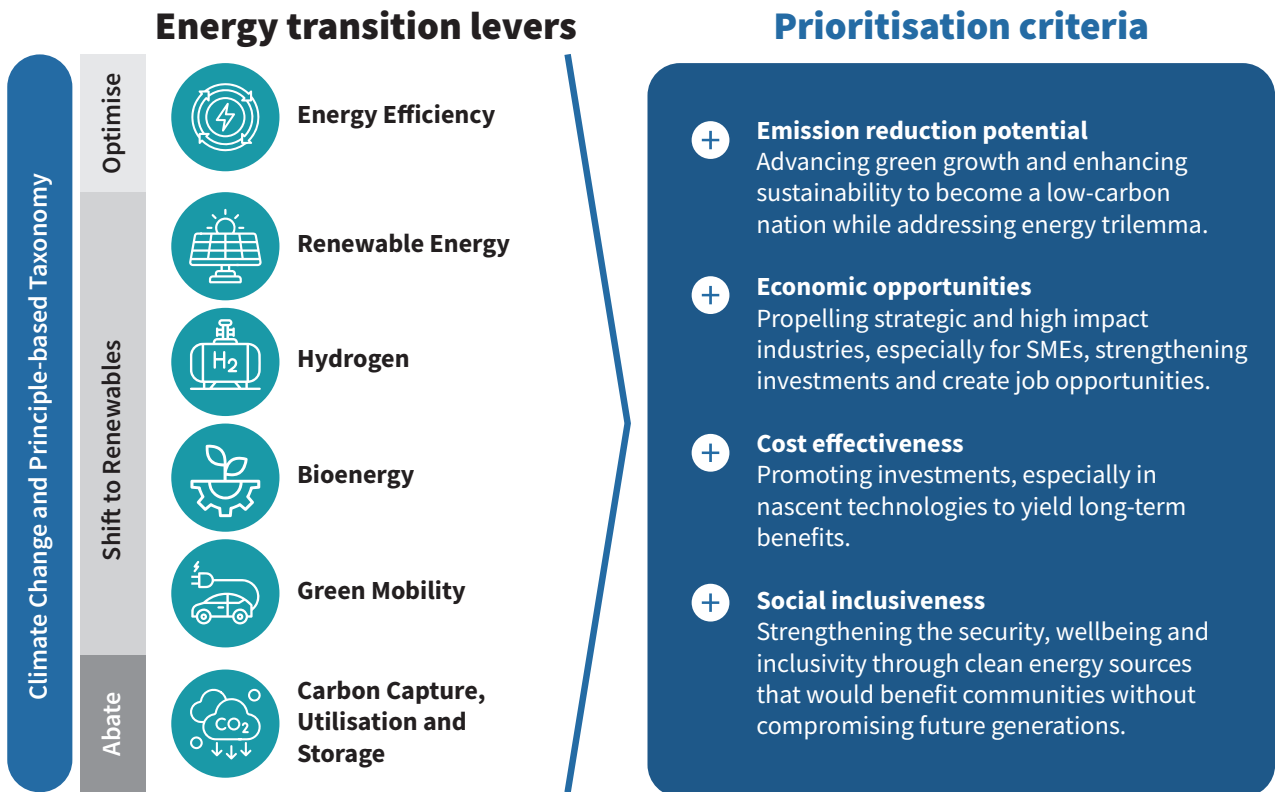 Energy transition levers
Prioritisation criteria
Climate Change and Principle-based Taxonomy
Optimise
Energy Efficiency
Shift to Renewables
Renewable Energy
H2
Hydrogen
Bioenergy
Green Mobility
Abate
CO2
Carbon Capture,
Utilisation and
Storage
Emission reduction potential
Advancing green growth and enhancing
sustainability to become a low-carbon
nation while addressing energy trilemma.
Economic opportunities
Propelling strategic and high impact
industries, especially for SMEs, strengthening
investments and create job opportunities.
Cost effectiveness
Promoting investments, especially in
nascent technologies to yield long-term
benefits.
Social inclusiveness
Strengthening the security, wellbeing and
inclusivity through clean energy sources
that would benefit communities without
compromising future generations.